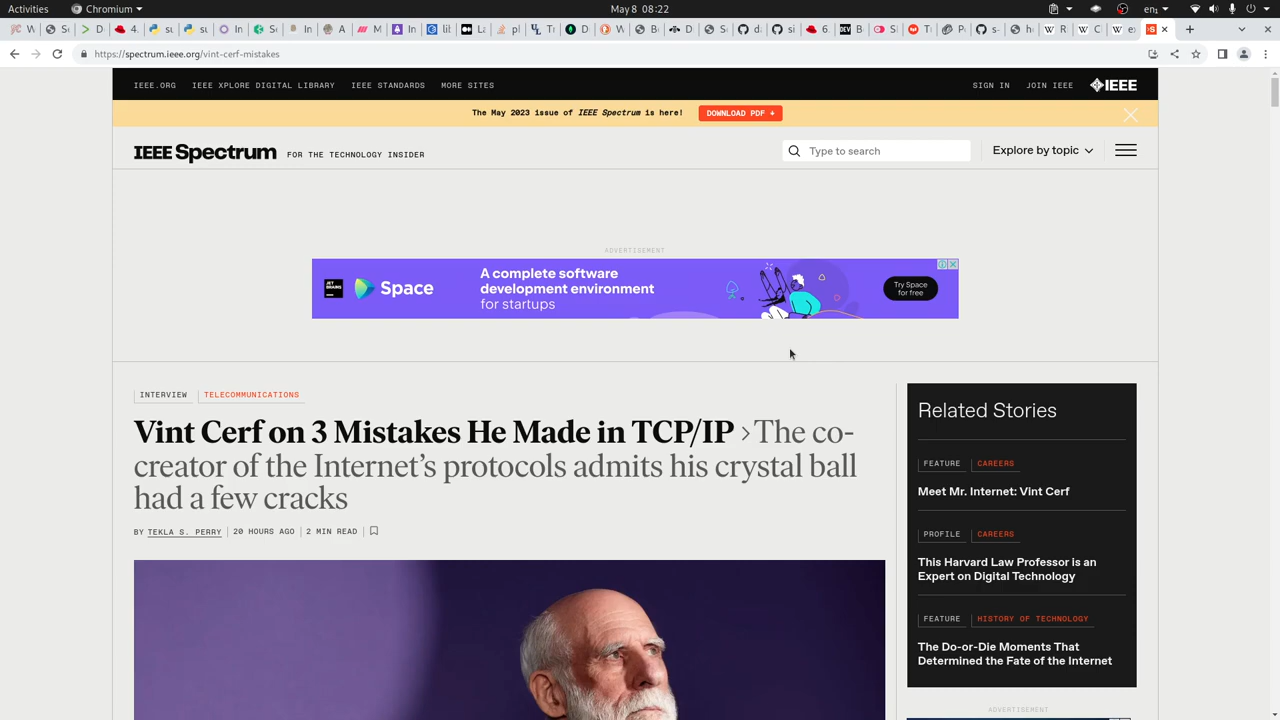 Activities
Chromium
May 8 08:22
https://spectrum.ieee.org/vint-cerf-mistakes
IEEE.ORG
IEEE XPLORE DIGITAL LIBRARY
IEEE STANDARDS
MORE SITES
SIGN IN
JOIN IEEE
IEEE
The May 2023 issue of IEEE Spectrum is here!
DOWNLOAD PDF
IEEE Spectrum
FOR THE TECHNOLOGY INSIDER
Type to search
Explore by topic
ADVERTISEMENT
JET BRAINS
Space
A complete software
development environment
for startups
Try Space
for free
INTERVIEW
TELECOMMUNICATIONS
Vint Cerf on 3 Mistakes He Made in TCP/IP › The co-
creator of the Internet’s protocols admits his crystal ball
had a few cracks
BY TEKLA S. PERRY
20 HOURS AGO
2 MIN READ
Related Stories
FEATURE
CAREERS
Meet Mr. Internet: Vint Cerf
PROFILE
CAREERS
This Harvard Law Professor is an
Expert on Digital Technology
FEATURE
HISTORY OF TECHNOLOGY
The Do-or-Die Moments That
Determined the Fate of the Internet
ADVERTISEMENT